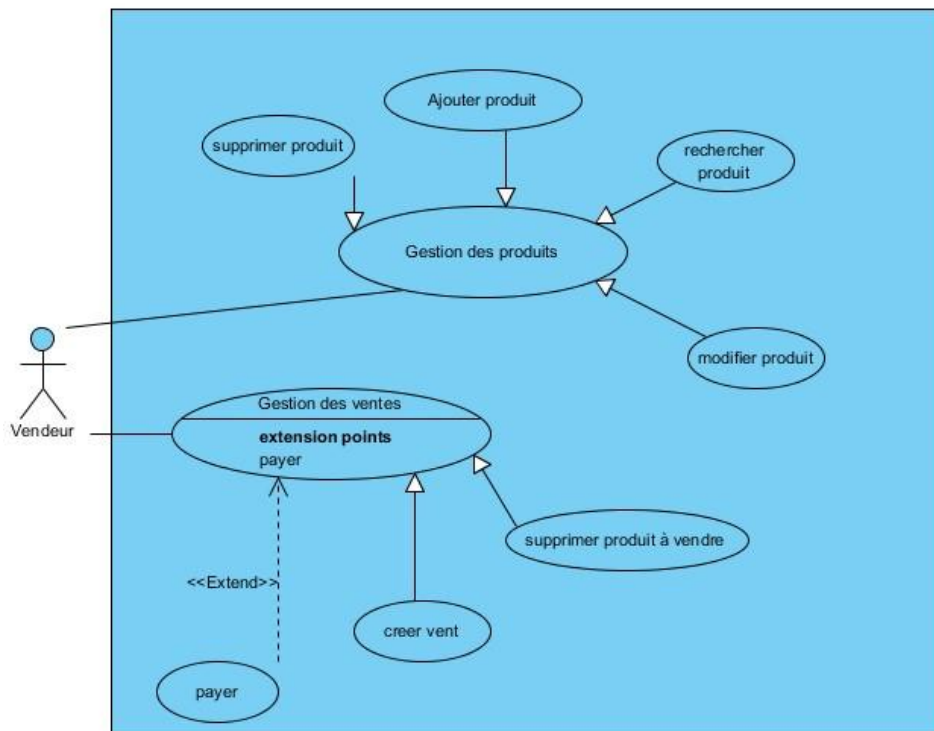 Ajouter produit
supprimer produit
rechercher
produit
Gestion des produits
modifier produit
Vendeur
Gestion des ventes
extension points
payer
supprimer produit à vendre
<<Extend>>
creer vent
payer